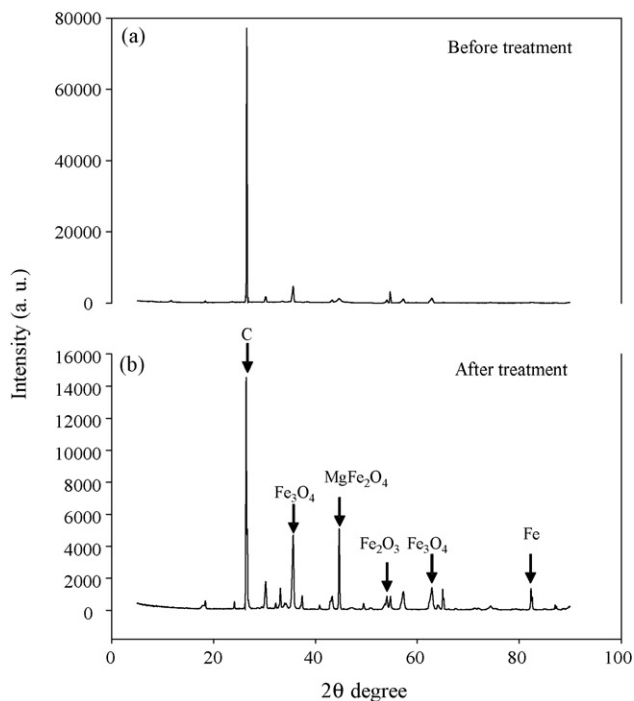 80000
(a)
Before treatment
60000
40000
20000
0
Intensity (a. u.)
C
16000
(b)
After treatment
14000
12000
10000
MgFe₂O₄
8000
Fe₃O₄
6000
Fe₂O₃ Fe₃O₄
Fe
4000
2000
0
0 20 40 60 80 100
2θ degree